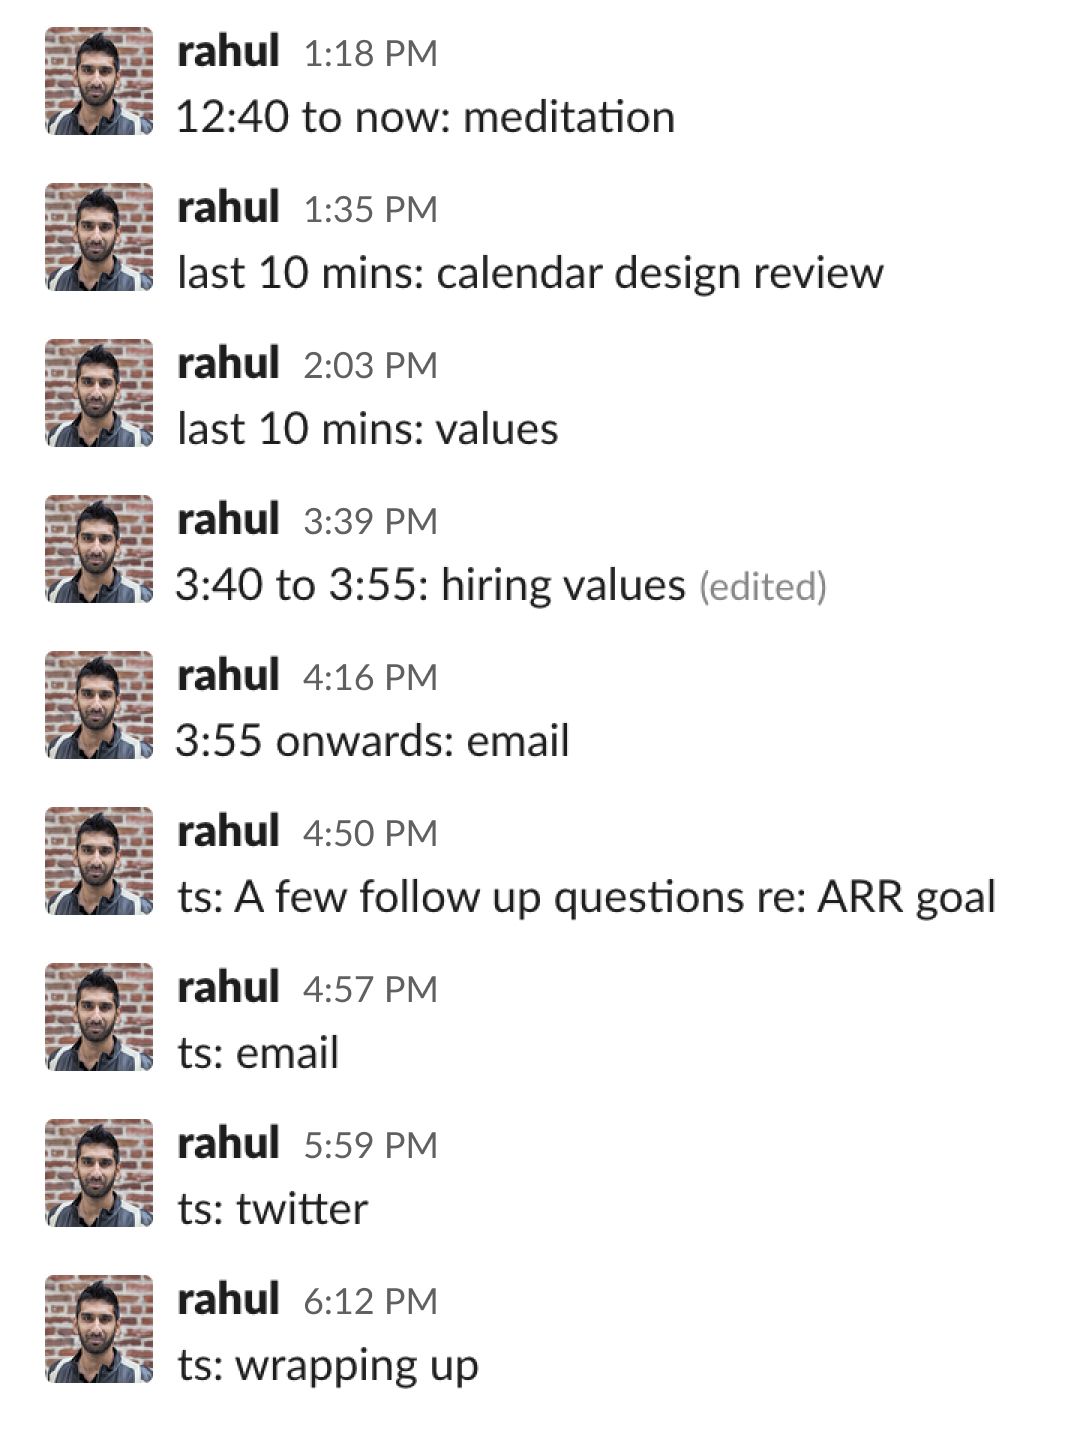 rahul 1:18 PM
12:40 to now: meditation
rahul 1:35 PM
last 10 mins: calendar design review
rahul 2:03 PM
last 10 mins: values
rahul 3:39 PM
3:40 to 3:55: hiring values (edited)
rahul 4:16 PM
3:55 onwards: email
rahul 4:50 PM
ts: A few follow up questions re: ARR goal
rahul 4:57 PM
ts: email
rahul 5:59 PM
ts: twitter
rahul 6:12 PM
ts: wrapping up